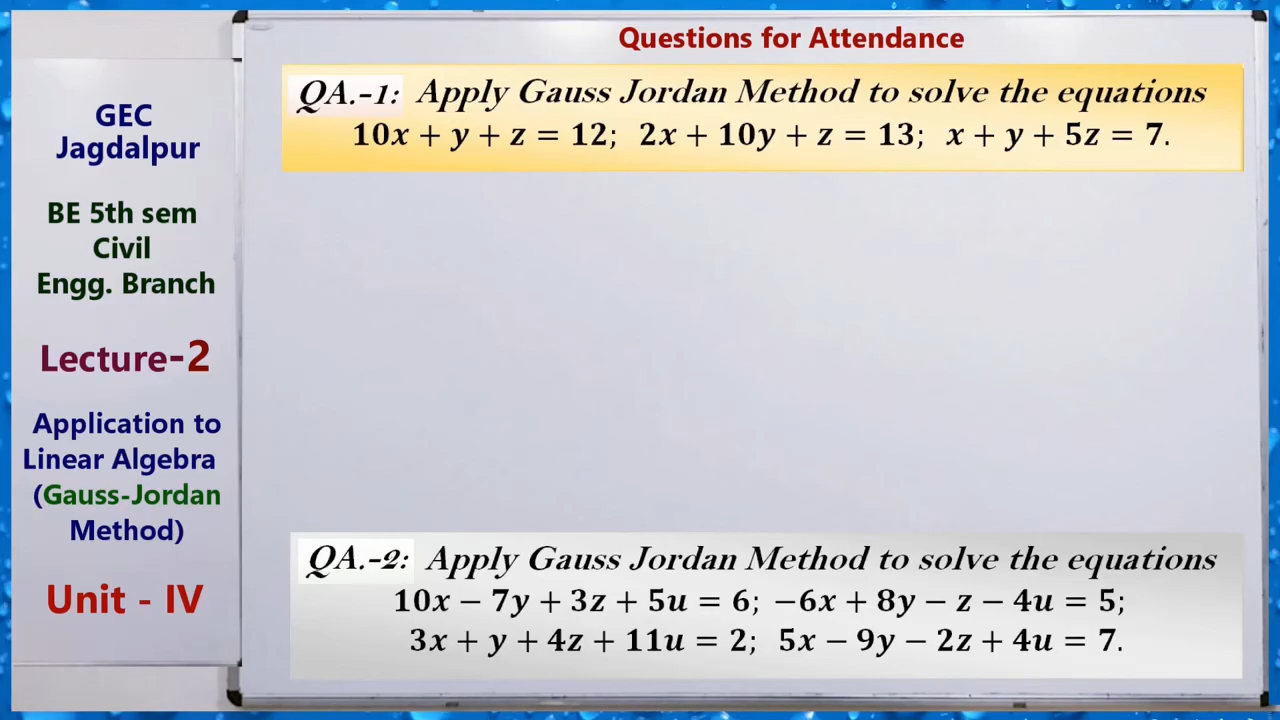 Questions for Attendance
GEC
Jagdalpur
BE 5th sem
Civil
Engg. Branch
Lecture-2
Application to
Linear Algebra
(Gauss-Jordan
Method)
Unit - IV
QA.-1: Apply Gauss Jordan Method to solve the equations
10x + y + z = 12; 2x + 10y + z = 13; x + y + 5z = 7.
QA.-2: Apply Gauss Jordan Method to solve the equations
10x − 7y + 3z + 5u = 6; −6x + 8y − z − 4u = 5;
3x + y + 4z + 11u = 2; 5x − 9y − 2z + 4u = 7.